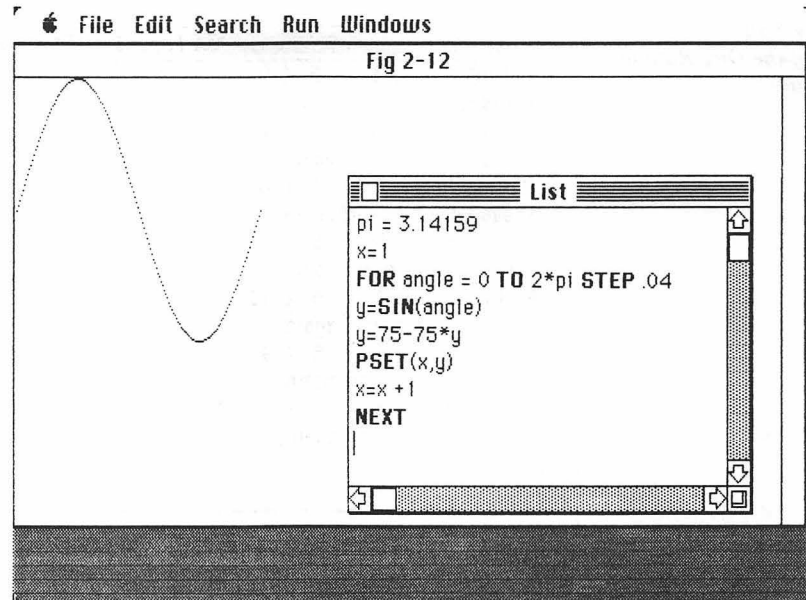 File Edit Search Run Windows
Fig 2-12
List
pi = 3.14159
x=1
FOR angle = 0 TO 2*pi STEP .04
y=SIN(angle)
y=75-75*y
PSET(x,y)
x=x +1
NEXT